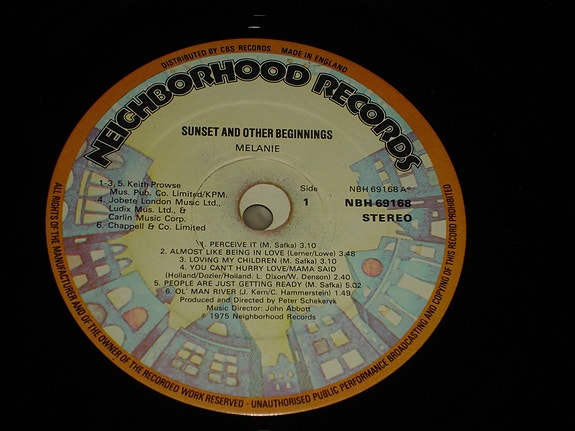 DISTRIBUTED BY CBS RECORDS MADE IN ENGLAND
NEIGHBORHOOD RECORDS
SUNSET AND OTHER BEGINNINGS
MELANIE
1-3, 5. Keith Prowse
Mus. Pub. Co. Limited/KPM.
4. Jobete London Music Ltd.,
Ludix Mus. Ltd., &
Carlin Music Corp.
6. Chappell & Co. Limited
Side
1
NBH 69168 A
NBH 69168
STEREO
1. PERCEIVE IT (M. Safka) 3.10
2. ALMOST LIKE BEING IN LOVE (Lerner/Lowe) 3.48
3. LOVING MY CHILDREN (M. Safka) 3.10
4. YOU CAN'T HURRY LOVE/MAMA SAID
(Holland/Dozier/Holland. L. Dixon/W. Denson) 2.40
5. PEOPLE ARE JUST GETTING READY (M. Safka) 5.02
6. OL' MAN RIVER (J. Kern/C. Hammerstein) 1.49
Produced and Directed by Peter Schekeryk
Music Director: John Abbott
℗ 1975 Neighborhood Records
ALL RIGHTS OF THE MANUFACTURER AND OF THE OWNER OF THE RECORDED WORK RESERVED · UNAUTHORISED PUBLIC PERFORMANCE BROADCASTING AND COPYING OF THIS RECORD PROHIBITED